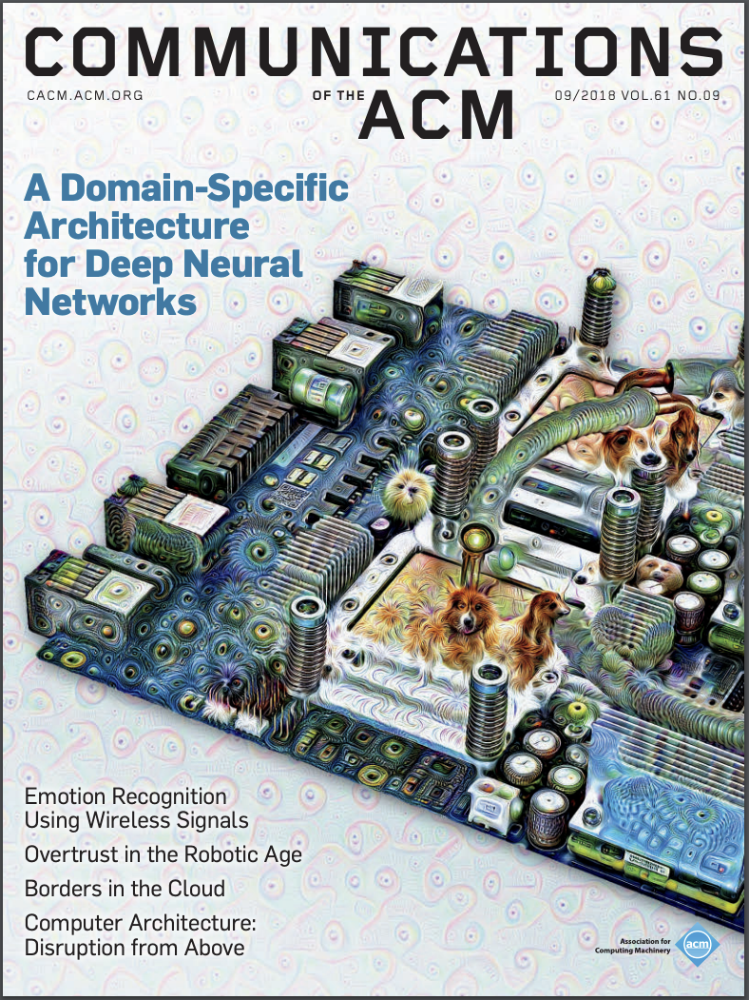 COMMUNICATIONS
CACM.ACM.ORG
OF THE ACM
09/2018 VOL.61 NO.09
A Domain-Specific
Architecture
for Deep Neural
Networks
Emotion Recognition
Using Wireless Signals
Overtrust in the Robotic Age
Borders in the Cloud
Computer Architecture:
Disruption from Above
Association for
Computing Machinery
acm